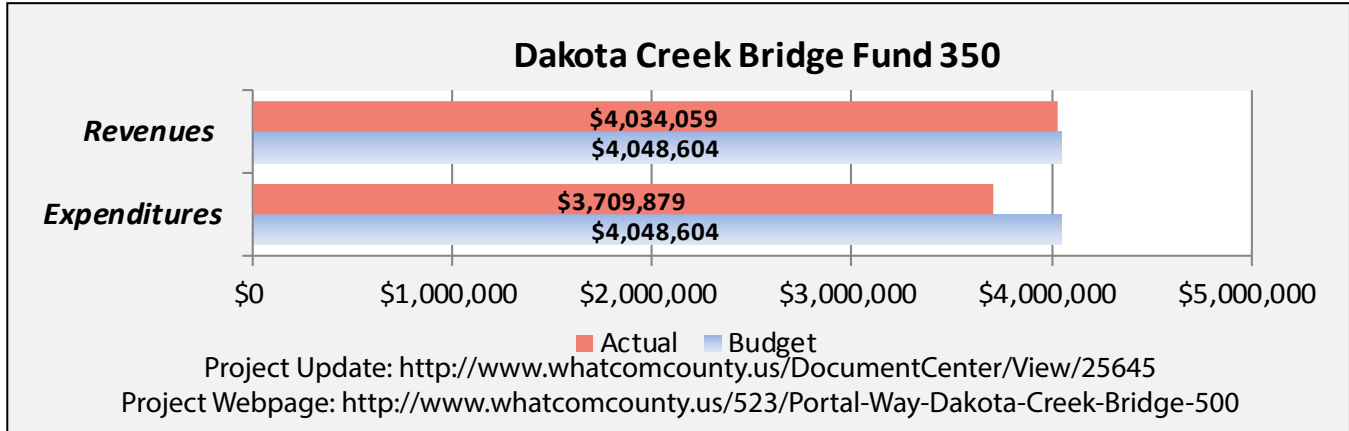 Dakota Creek Bridge Fund 350
Revenues
$4,034,059
$4,048,604
Expenditures
$3,709,879
$4,048,604
$0 $1,000,000 $2,000,000 $3,000,000 $4,000,000 $5,000,000
Actual Budget
Project Update: http://www.whatcomcounty.us/DocumentCenter/View/25645
Project Webpage: http://www.whatcomcounty.us/523/Portal-Way-Dakota-Creek-Bridge-500